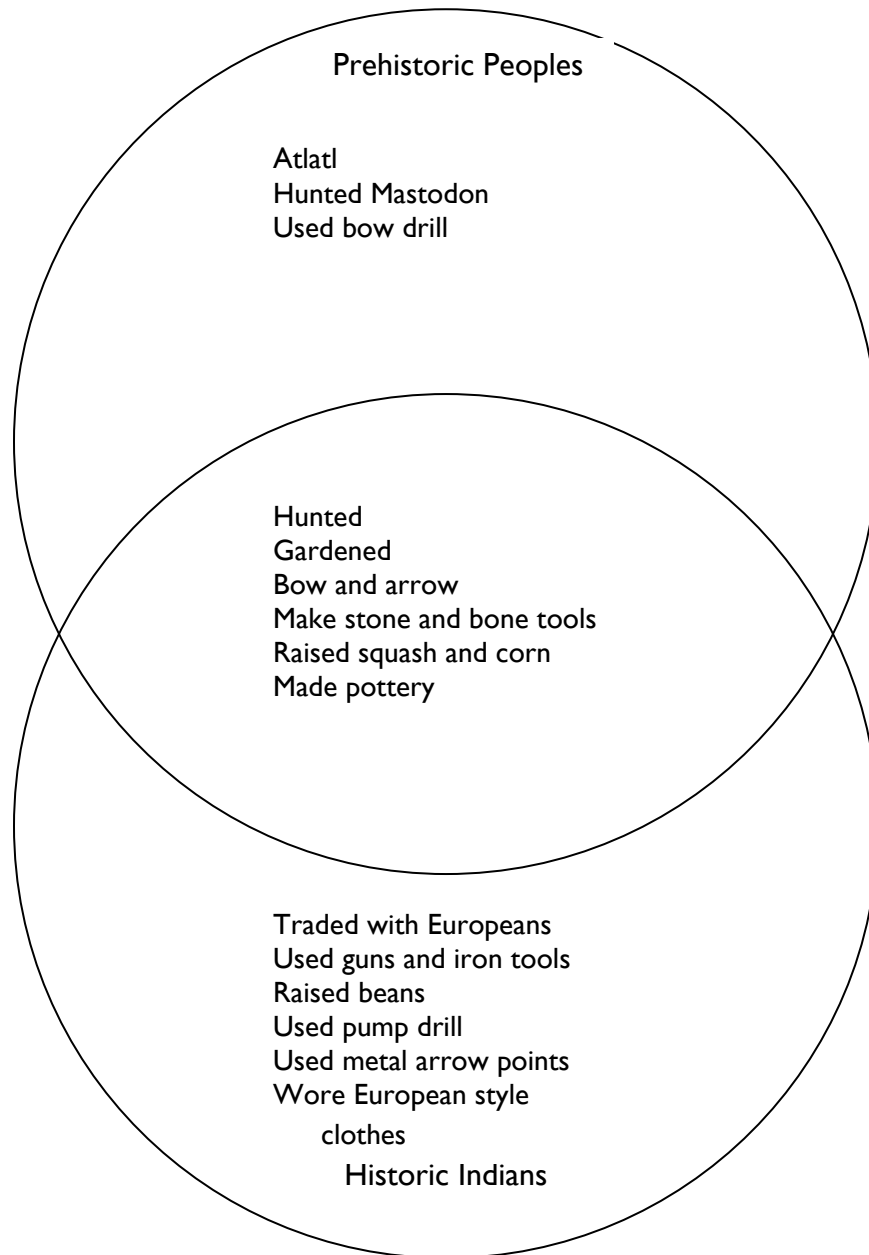 Prehistoric Peoples
Atlatl
Hunted Mastodon
Used bow drill
Hunted
Gardened
Bow and arrow
Make stone and bone tools
Raised squash and corn
Made pottery
Traded with Europeans
Used guns and iron tools
Raised beans
Used pump drill
Used metal arrow points
Wore European style
clothes
Historic Indians